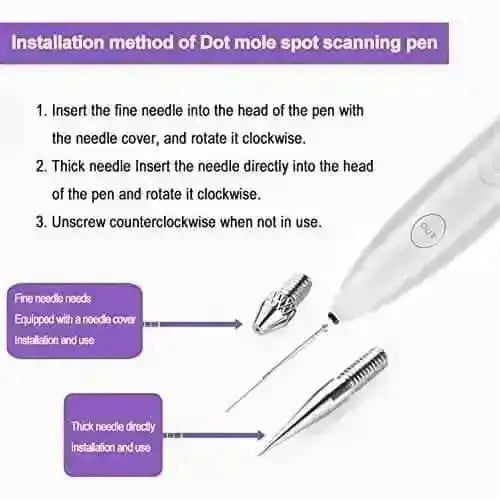 Installation method of Dot mole spot scanning pen
1. Insert the fine needle into the head of the pen with
the needle cover, and rotate it clockwise.
2. Thick needle Insert the needle directly into the head
of the pen and rotate it clockwise.
3. Unscrew counterclockwise when not in use.
OUT
Fine needle needs
Equipped with a needle cover
Installation and use
Thick needle directly
Installation and use